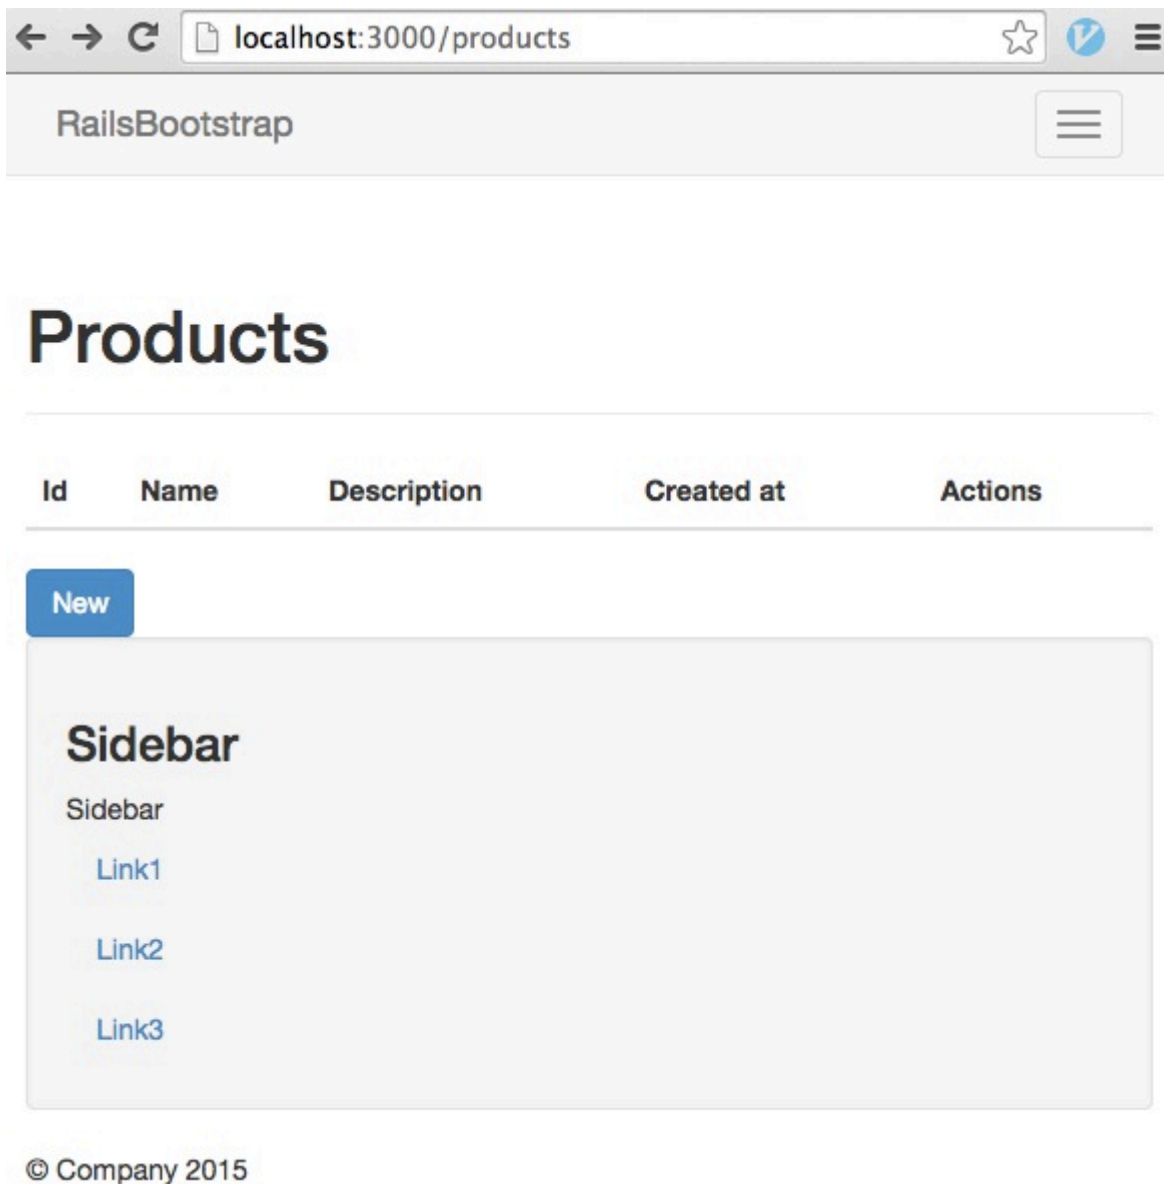 localhost:3000/products
RailsBootstrap
Products
Id Name Description Created at Actions
New
Sidebar
Sidebar
Link1
Link2
Link3
© Company 2015